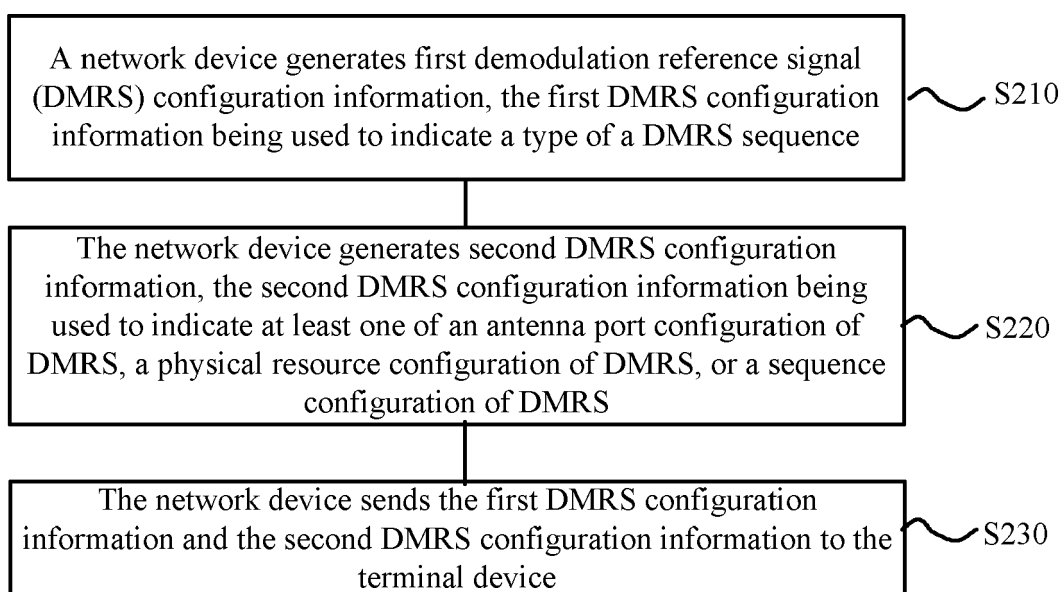 A network device generates first demodulation reference signal
(DMRS) configuration information, the first DMRS configuration
information being used to indicate a type of a DMRS sequence
S210
The network device generates second DMRS configuration
information, the second DMRS configuration information being
used to indicate at least one of an antenna port configuration of
DMRS, a physical resource configuration of DMRS, or a sequence
configuration of DMRS
S220
The network device sends the first DMRS configuration
information and the second DMRS configuration information to the
terminal device
S230